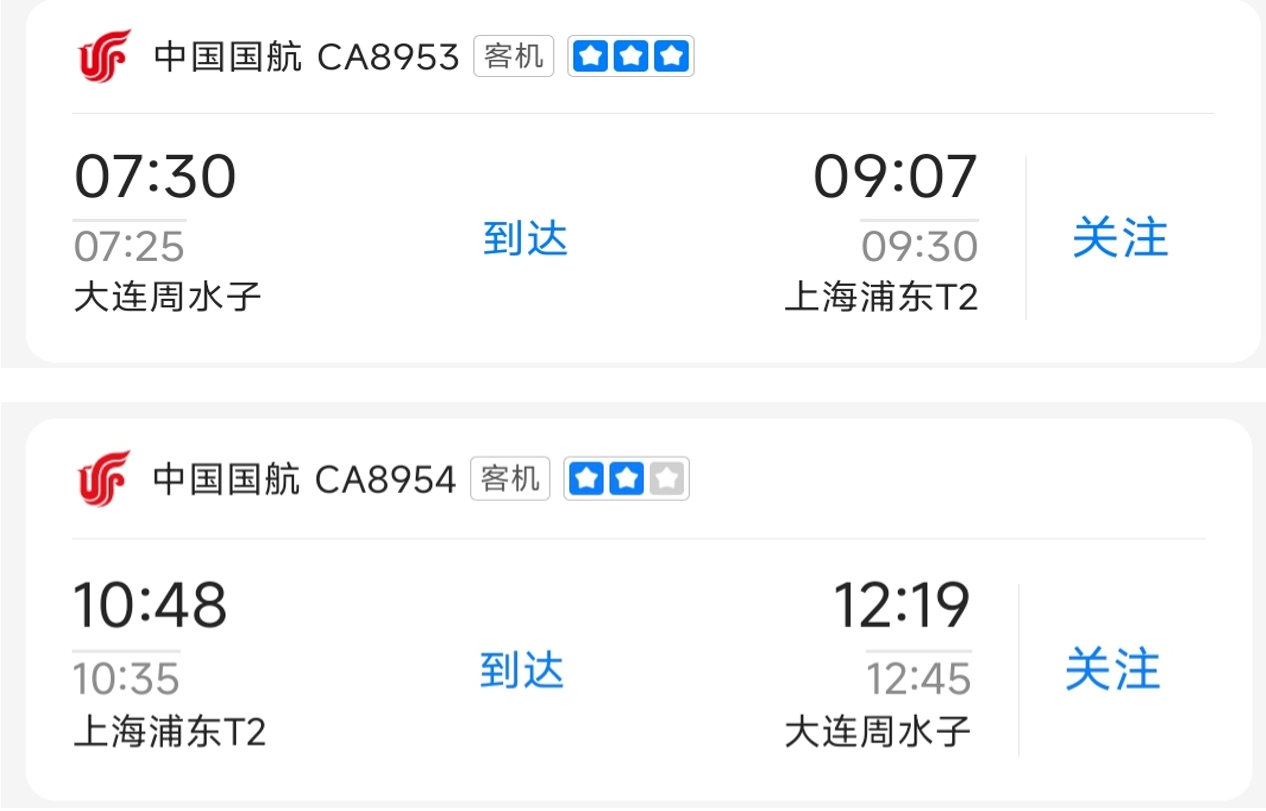 中国国航 CA8953 客机
07:30 09:07
07:25 到达 09:30 关注
大连周水子 上海浦东T2
中国国航 CA8954 客机
10:48 12:19
10:35 到达 12:45 关注
上海浦东T2 大连周水子